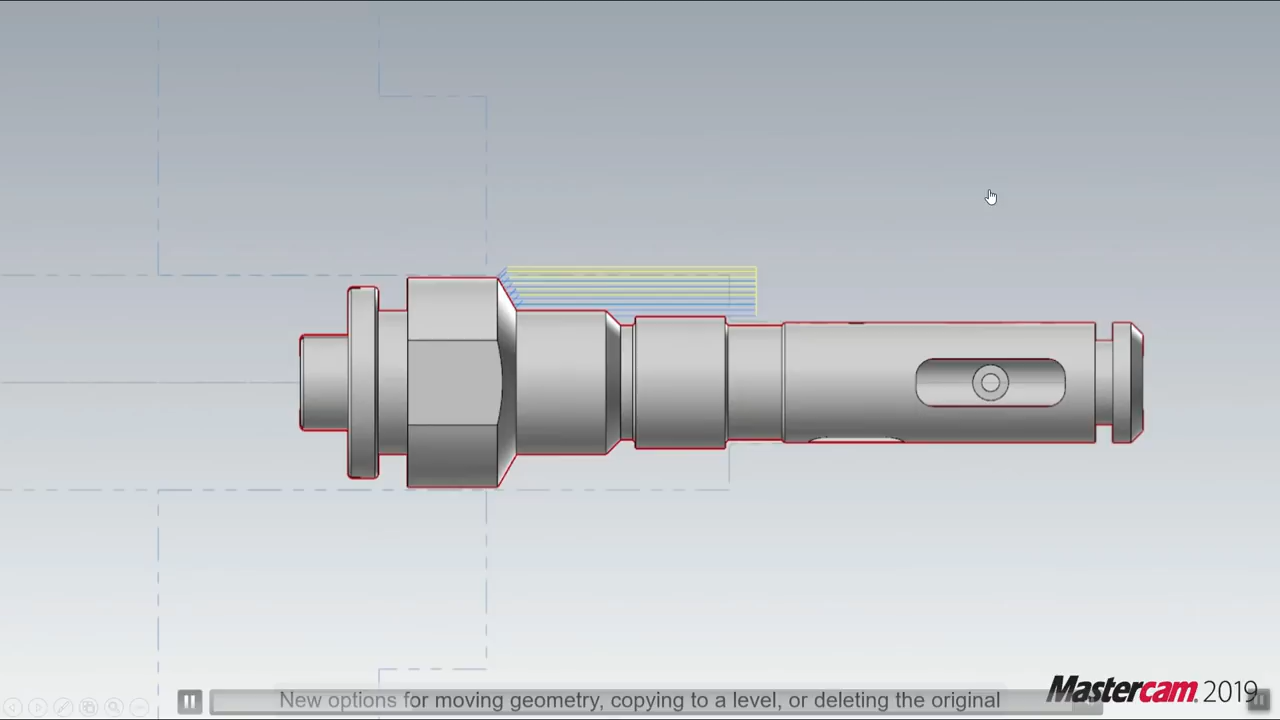 New options for moving geometry, copying to a level, or deleting the original
Mastercam. 2019